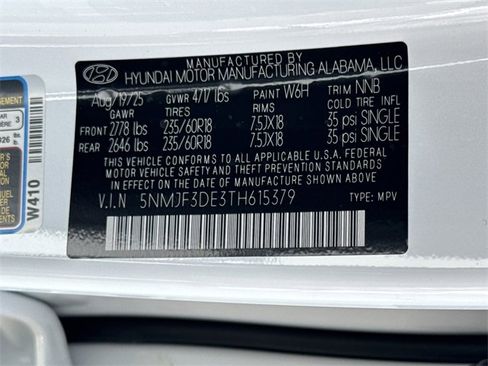 MANUFACTURED BY
HYUNDAI MOTOR MANUFACTURING ALABAMA, LLC
Aug/19/25 GVWR 4717 lbs PAINT W6H TRIM NNB
GAWR TIRES RIMS COLD TIRE INFL
FRONT 2778 lbs 235/60R18 7.5JX18 35 psi SINGLE
REAR 2646 lbs 235/60R18 7.5JX18 35 psi SINGLE
THIS VEHICLE CONFORMS TO ALL APPLICABLE U.S.A. FEDERAL
MOTOR VEHICLE SAFETY STANDARDS IN EFFECT ON THE DATE OF
MANUFACTURE SHOWN ABOVE.
V.I.N 5NMJF3DE3TH615379 TYPE: MPV
3
W410